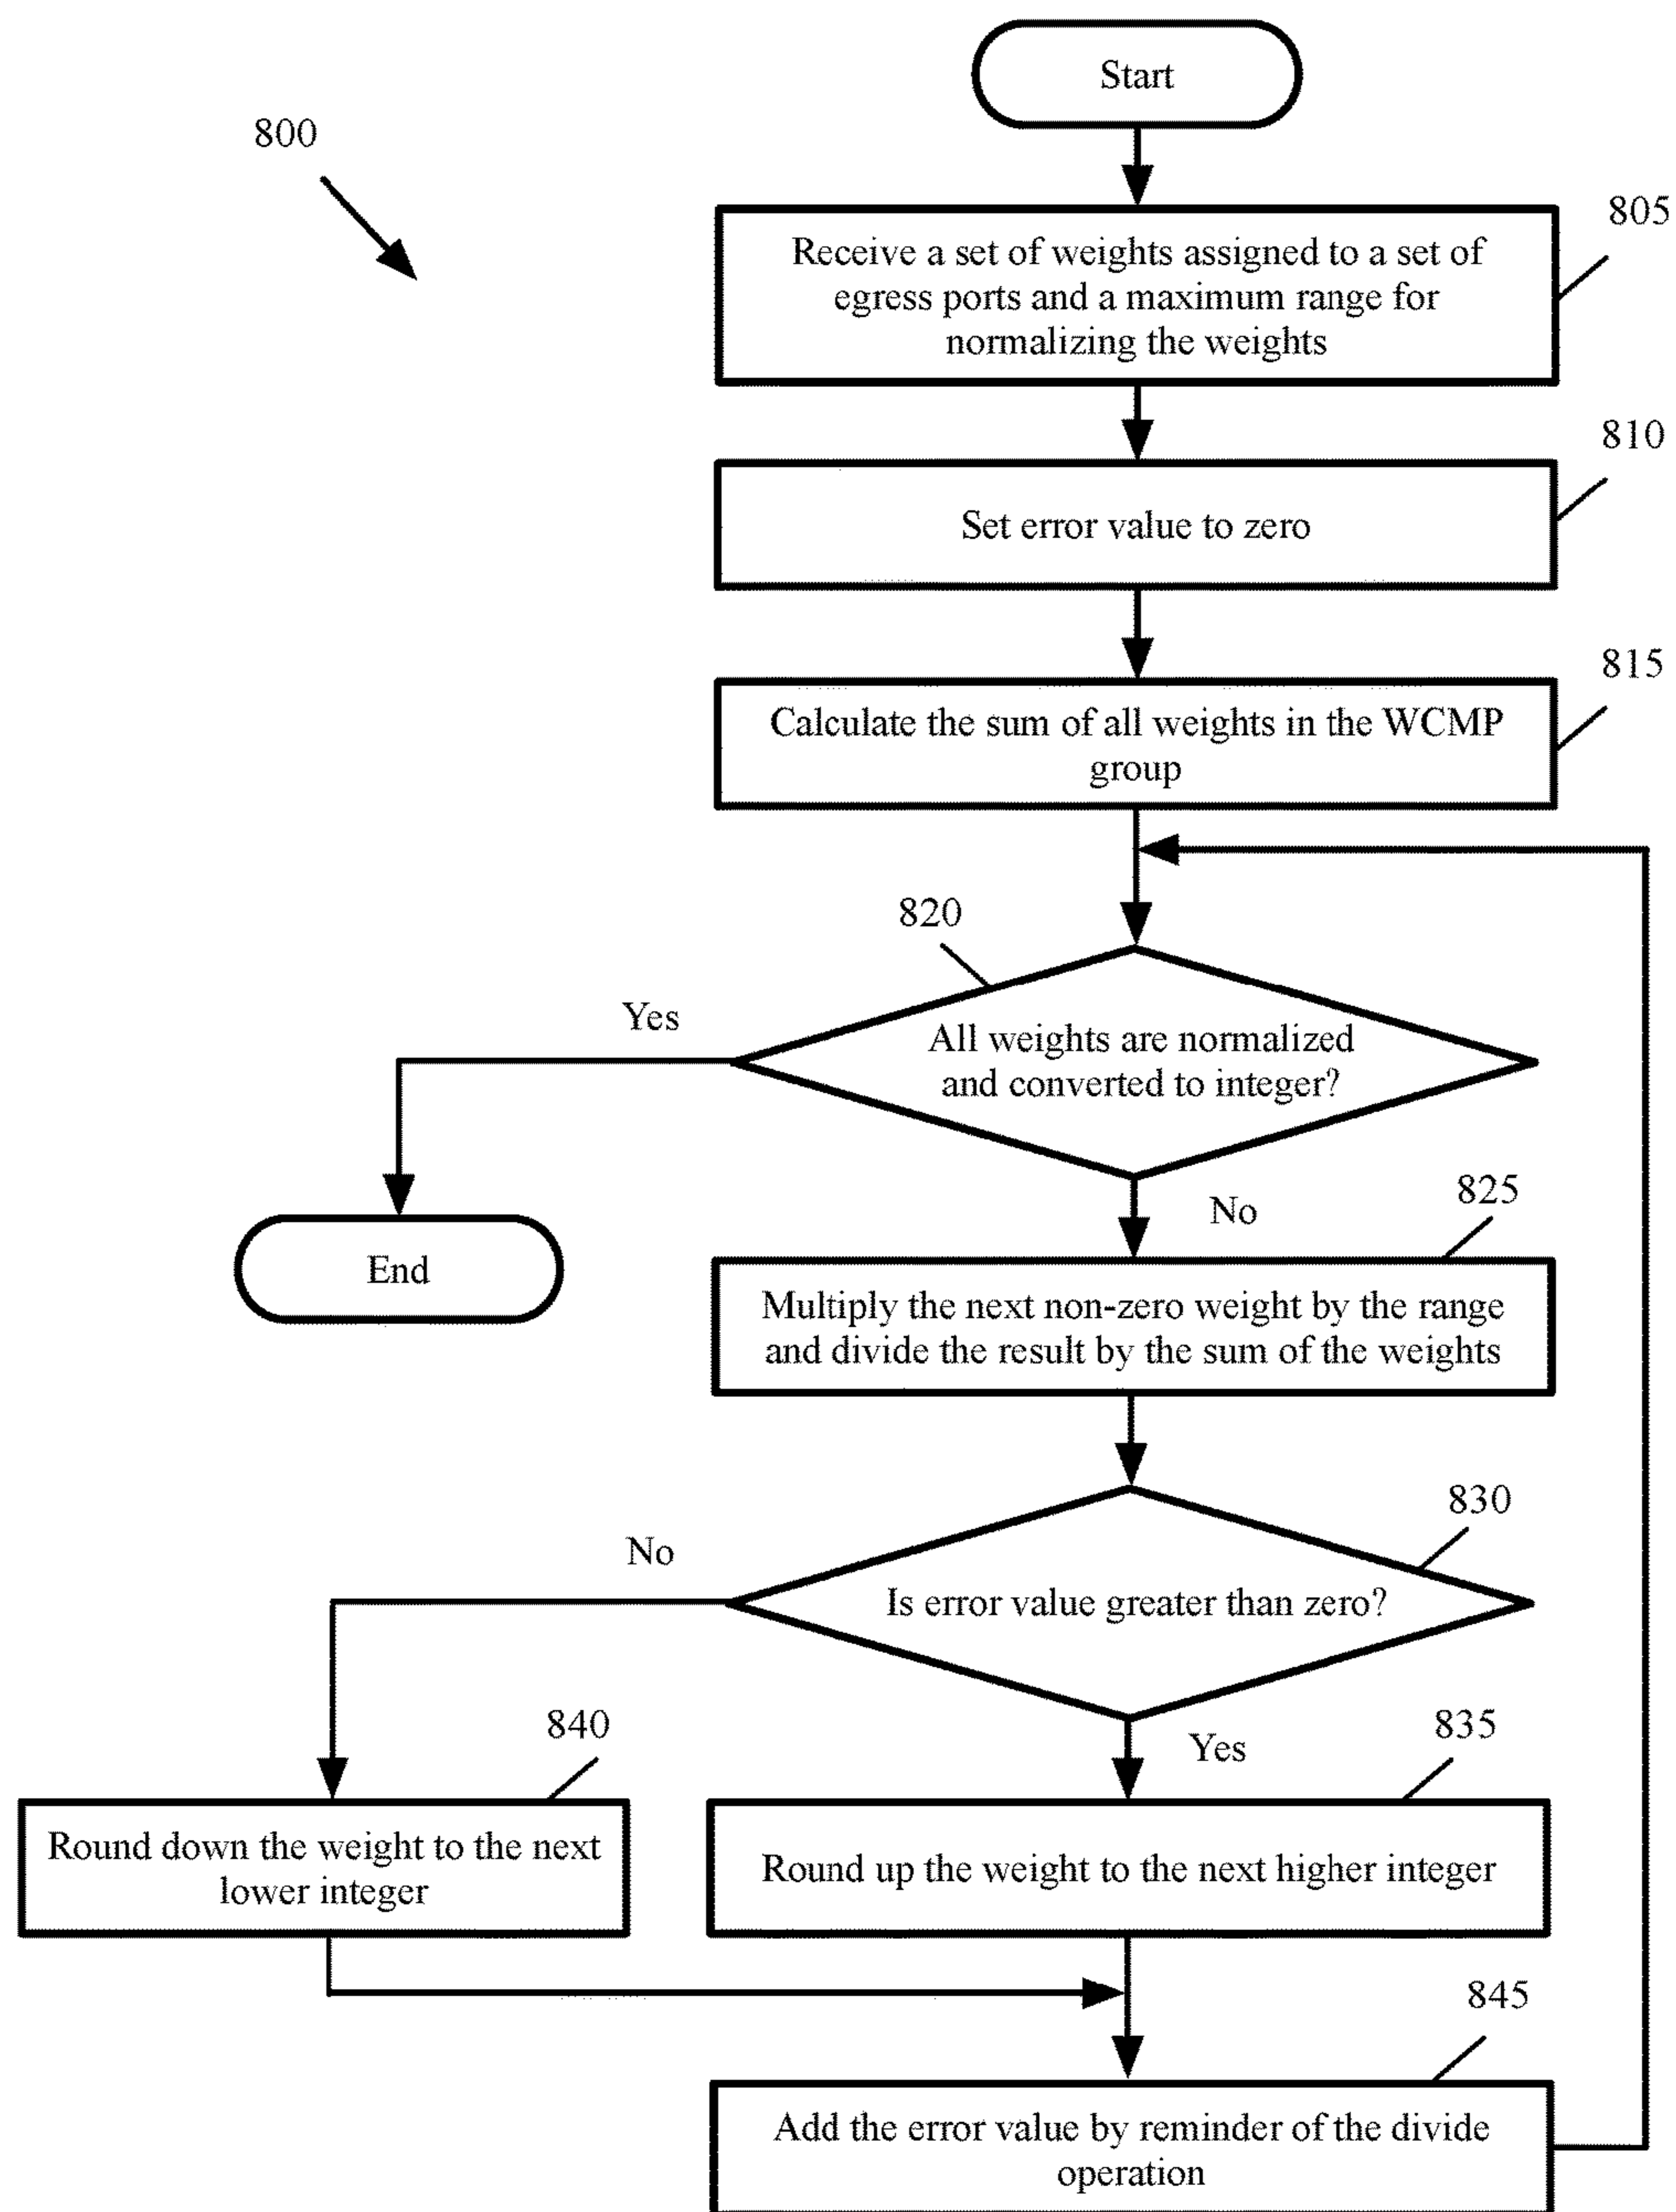 Start
800
805
Receive a set of weights assigned to a set of
egress ports and a maximum range for
normalizing the weights
810
Set error value to zero
815
Calculate the sum of all weights in the WCMP
group
820
Yes
All weights are normalized
and converted to integer?
No
825
End
Multiply the next non-zero weight by the range
and divide the result by the sum of the weights
830
No
Is error value greater than zero?
840
Yes
835
Round down the weight to the next
lower integer
Round up the weight to the next higher integer
845
Add the error value by reminder of the divide
operation